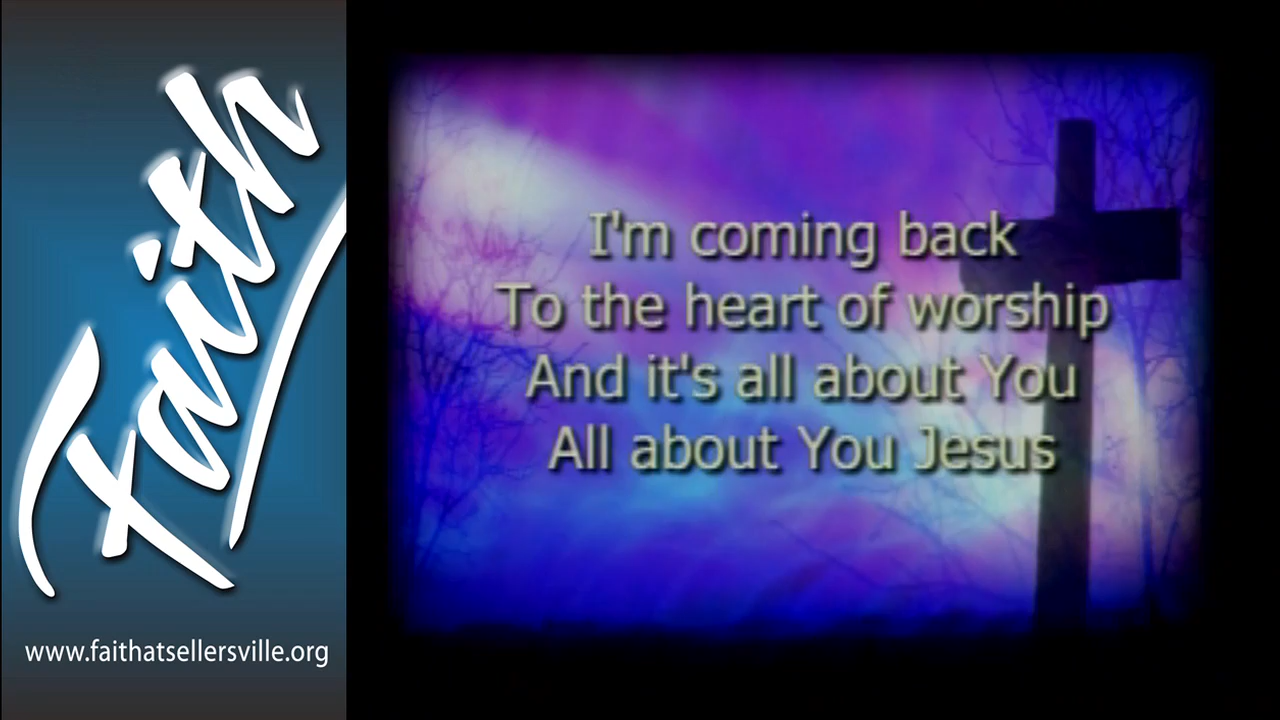 Faith
www.faithatsellersville.org
I'm coming back
To the heart of worship
And it's all about You
All about You Jesus